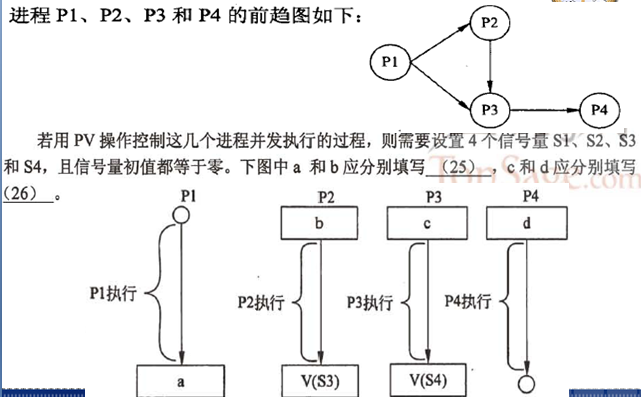 进程 P1、P2、P3 和 P4 的前趋图如下：
P2
P1
P3
P4
若用 PV 操作控制这几个进程并发执行的过程，则需要设置 4 个信号量 S1、S2、S3
和 S4，且信号量初值都等于零。下图中 a 和 b 应分别填写 （25） ，c 和 d 应分别填写
（26） 。
P1 P2 P3 P4
b c d
P1执行 P2执行 P3执行 P4执行
a V(S3) V(S4)